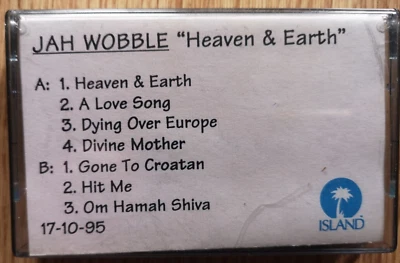 JAH WOBBLE "Heaven & Earth"
A: 1. Heaven & Earth
2. A Love Song
3. Dying Over Europe
4. Divine Mother
B: 1. Gone To Croatan
2. Hit Me
3. Om Hamah Shiva
17-10-95
ISLAND